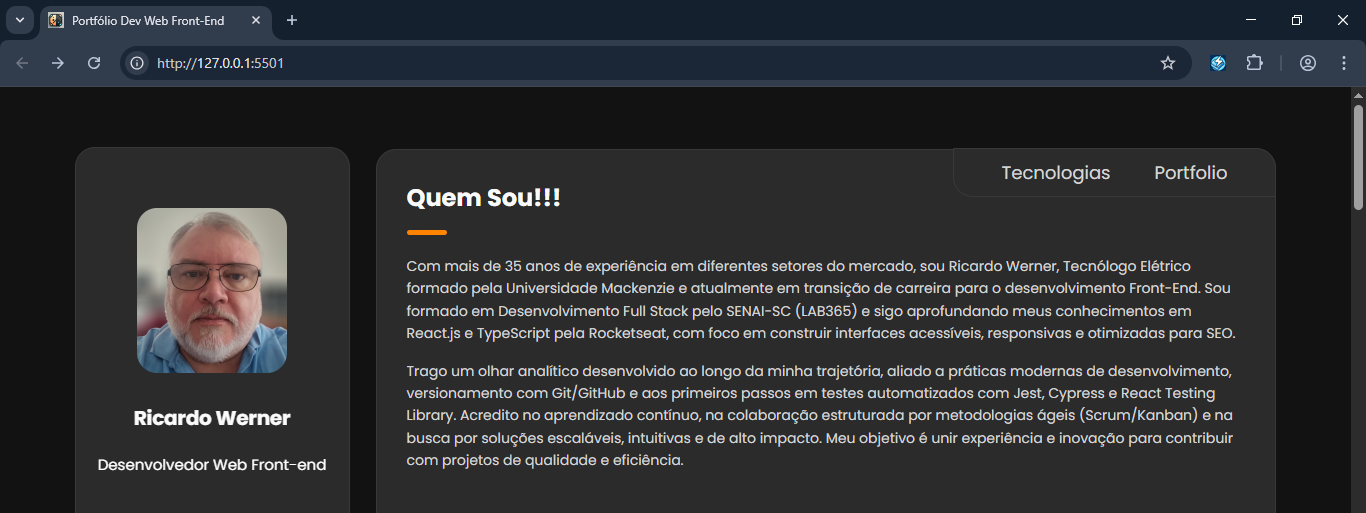 Portfólio Dev Web Front-End
http://127.0.0.1:5501
Tecnologias Portfolio
Quem Sou!!!
Com mais de 35 anos de experiência em diferentes setores do mercado, sou Ricardo Werner, Tecnólogo Elétrico
formado pela Universidade Mackenzie e atualmente em transição de carreira para o desenvolvimento Front-End. Sou
formado em Desenvolvimento Full Stack pelo SENAI-SC (LAB365) e sigo aprofundando meus conhecimentos em
React.js e TypeScript pela Rocketseat, com foco em construir interfaces acessíveis, responsivas e otimizadas para SEO.
Trago um olhar analítico desenvolvido ao longo da minha trajetória, aliado a práticas modernas de desenvolvimento,
versionamento com Git/GitHub e aos primeiros passos em testes automatizados com Jest, Cypress e React Testing
Library. Acredito no aprendizado contínuo, na colaboração estruturada por metodologias ágeis (Scrum/Kanban) e na
busca por soluções escaláveis, intuitivas e de alto impacto. Meu objetivo é unir experiência e inovação para contribuir
com projetos de qualidade e eficiência.
Ricardo Werner
Desenvolvedor Web Front-end